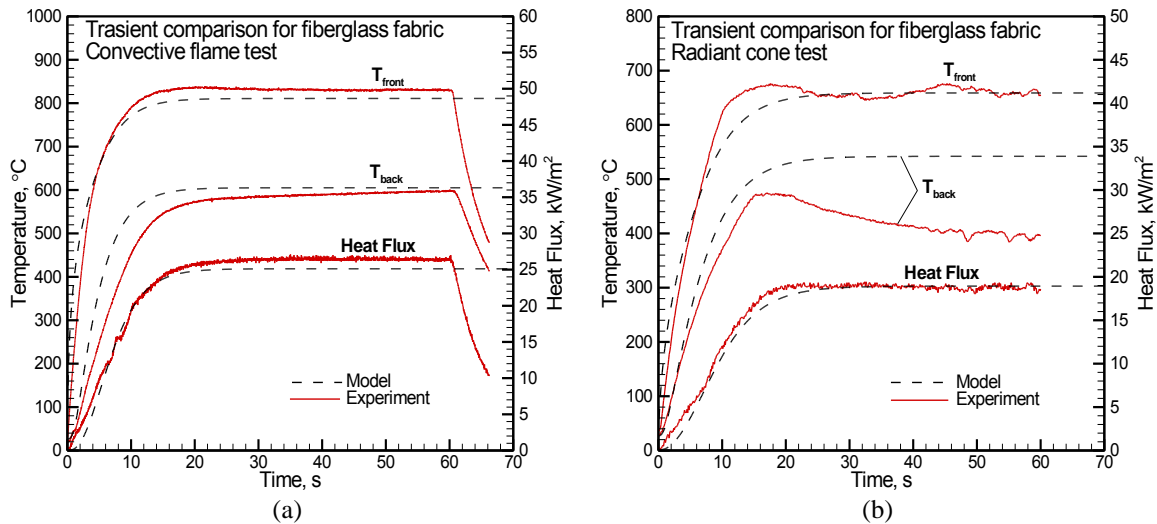 Trasient comparison for fiberglass fabric
Convective flame test
T_front
T_back
Heat Flux
Model
Experiment
Temperature, °C
1000
900
800
700
600
500
400
300
200
100
0
Heat Flux, kW/m²
60
55
50
45
40
35
30
25
20
15
10
5
0
0 10 20 30 40 50 60 70
Time, s
(a)
Transient comparison for fiberglass fabric
Radiant cone test
T_front
T_back
Heat Flux
Model
Experiment
Temperature, °C
800
700
600
500
400
300
200
100
0
Heat Flux, kW/m²
50
45
40
35
30
25
20
15
10
5
0
0 10 20 30 40 50 60 70
Time, s
(b)